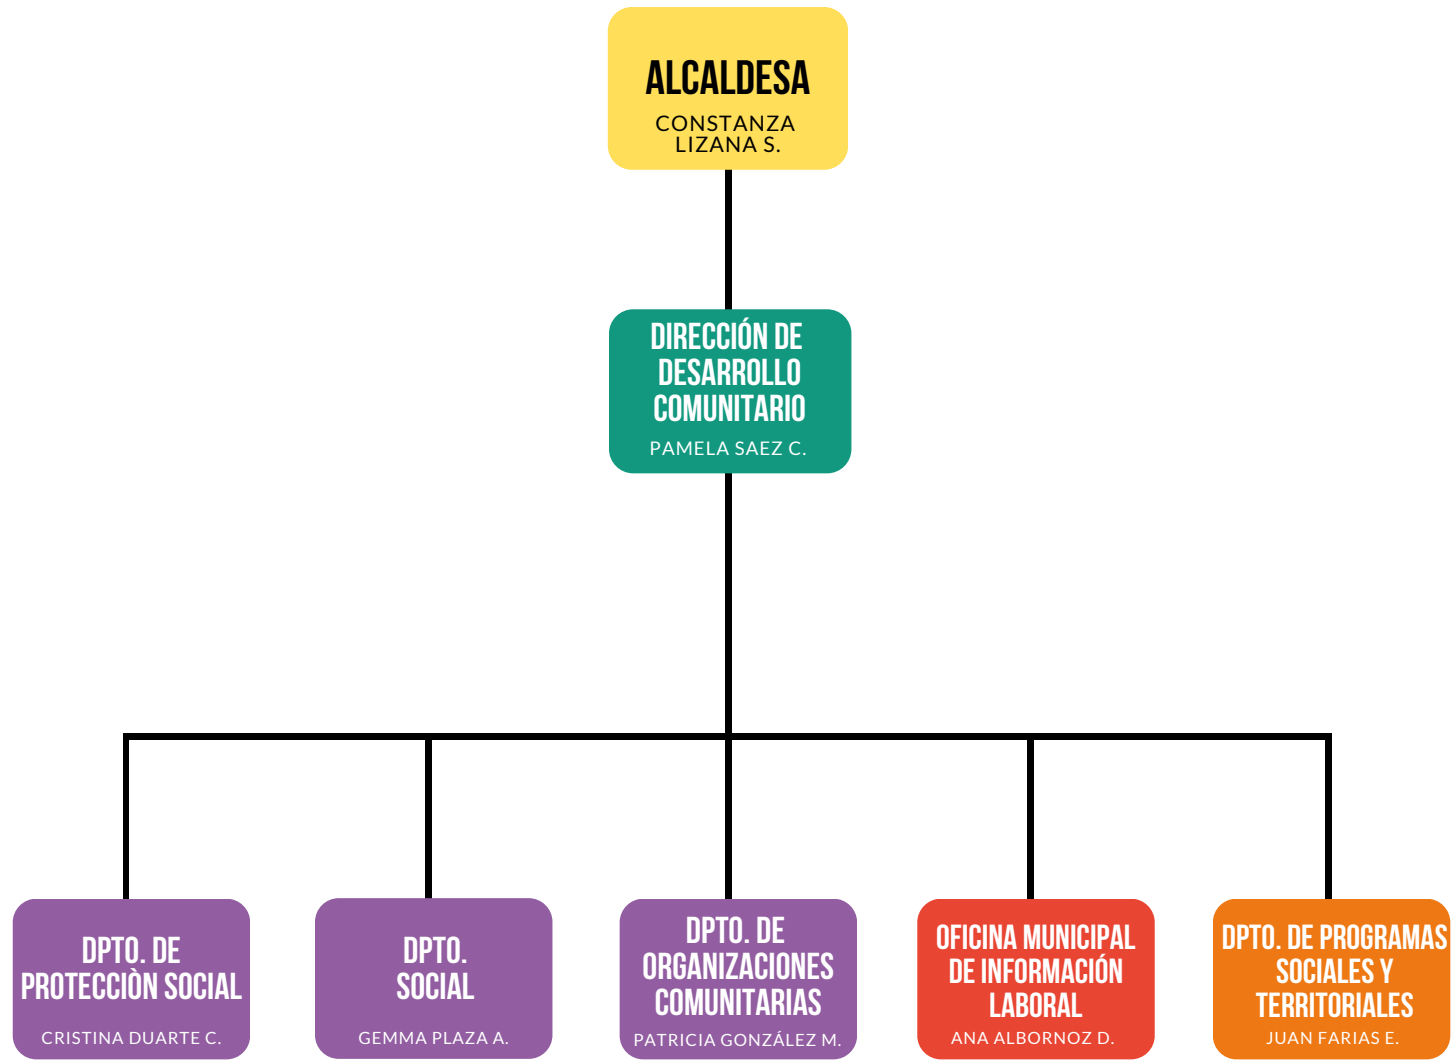 ALCALDESA
CONSTANZA
LIZANA S.
DIRECCIÓN DE
DESARROLLO
COMUNITARIO
PAMELA SAEZ C.
DPTO. DE
PROTECCIÒN SOCIAL
CRISTINA DUARTE C.
DPTO.
SOCIAL
GEMMA PLAZA A.
DPTO. DE
ORGANIZACIONES
COMUNITARIAS
PATRICIA GONZÁLEZ M.
OFICINA MUNICIPAL
DE INFORMACIÓN
LABORAL
ANA ALBORNOZ D.
DPTO. DE PROGRAMAS
SOCIALES Y
TERRITORIALES
JUAN FARIAS E.